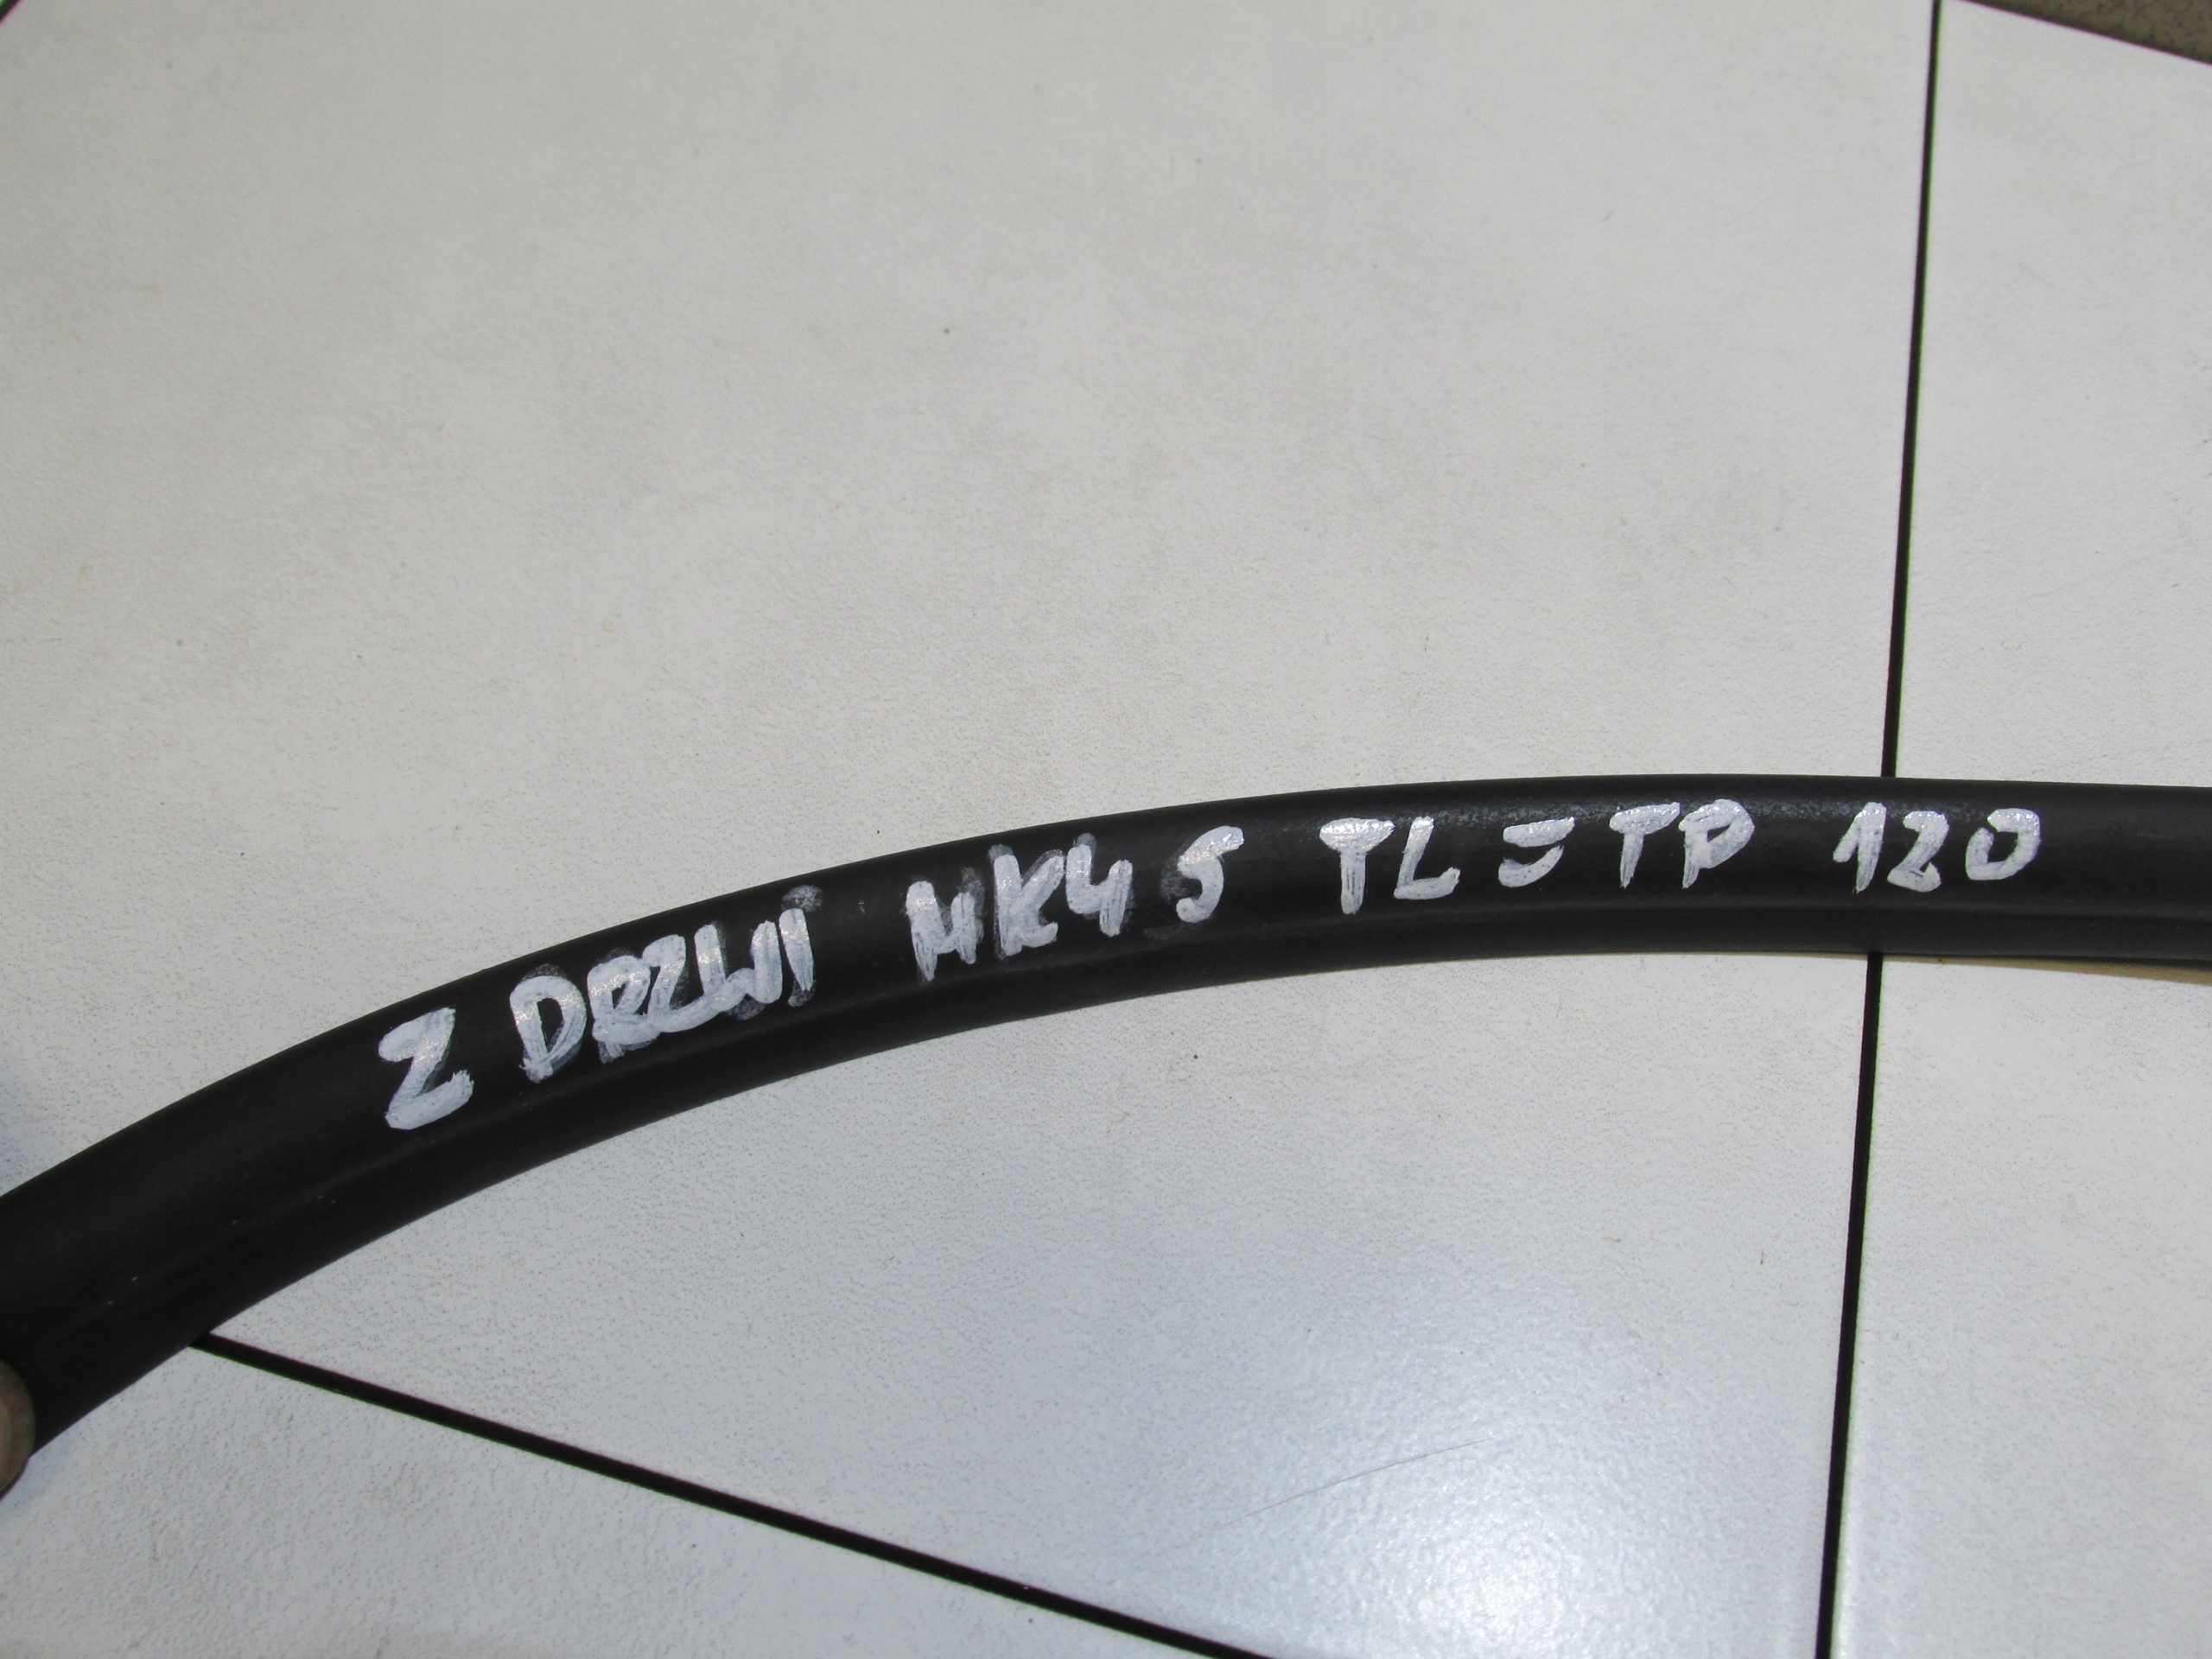 Z DRZWI MK4 5 TL = TP 120